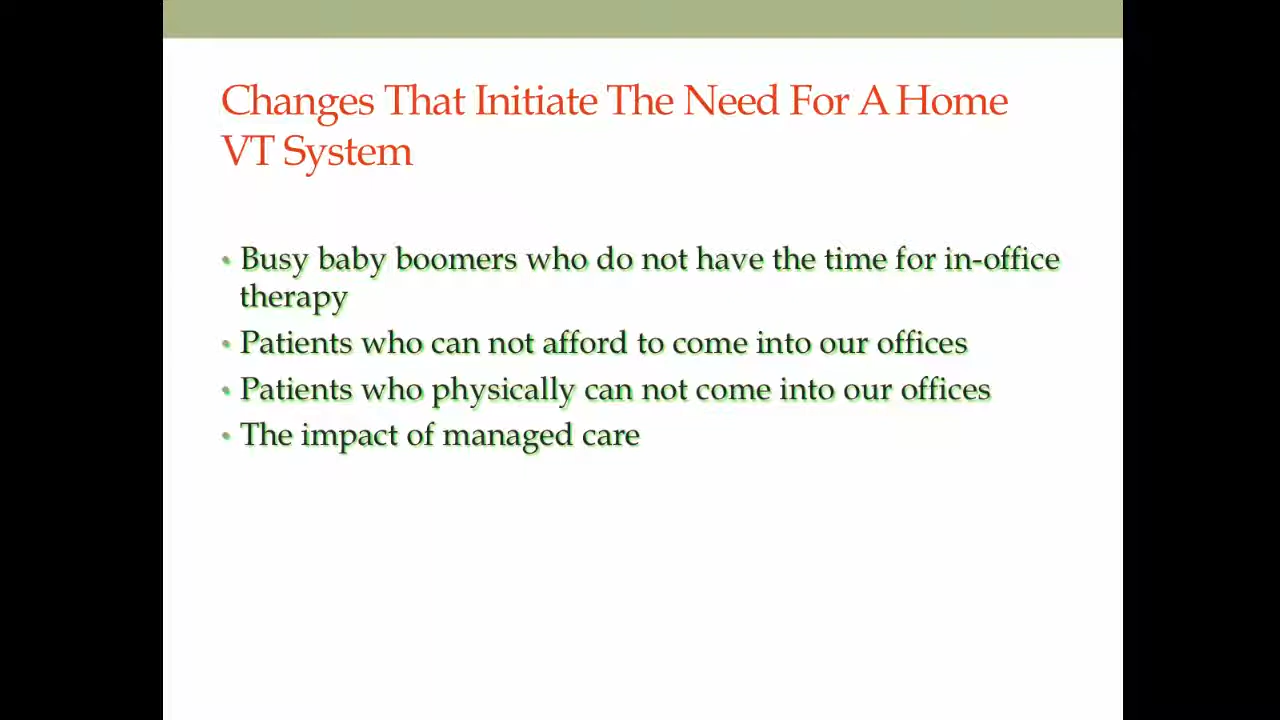 Changes That Initiate The Need For A Home
VT System
• Busy baby boomers who do not have the time for in-office
therapy
• Patients who can not afford to come into our offices
• Patients who physically can not come into our offices
• The impact of managed care